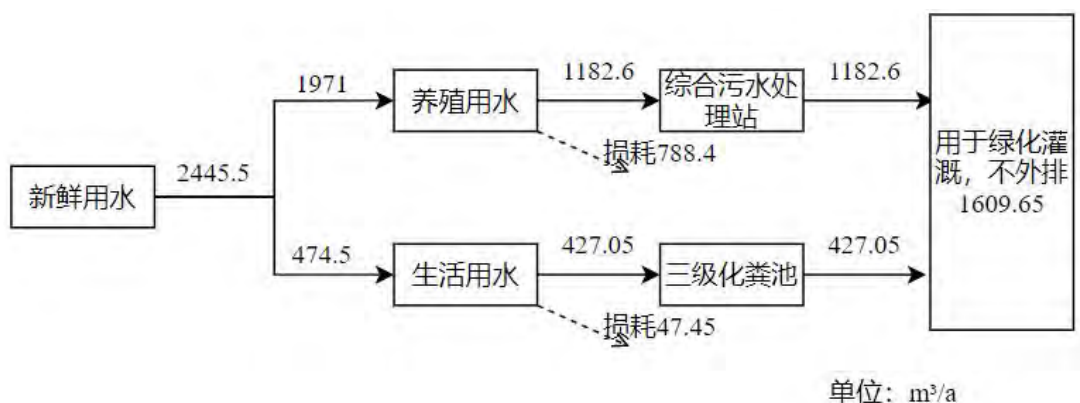 新鲜用水
2445.5
1971
养殖用水
1182.6
综合污水处
理站
1182.6
损耗788.4
474.5
生活用水
427.05
三级化粪池
427.05
损耗47.45
用于绿化灌
溉，不外排
1609.65
单位：m³/a